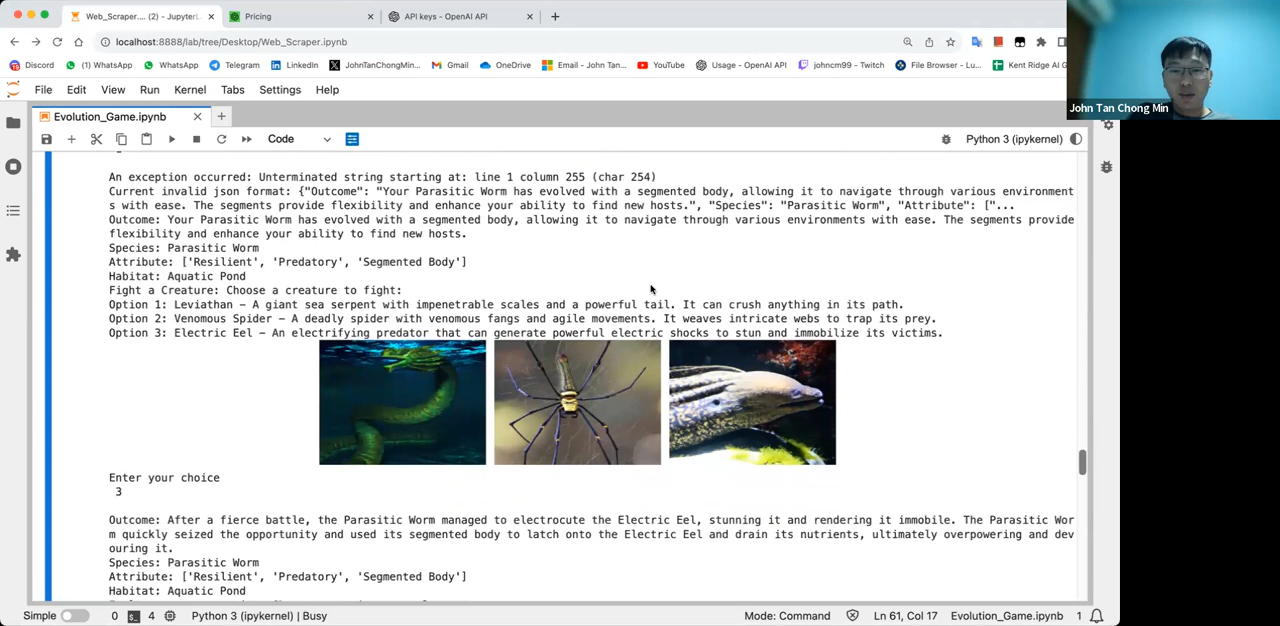 Web_Scraper.... (2) - JupyterL
Pricing
API keys - OpenAI API
localhost:8888/lab/tree/Desktop/Web_Scraper.ipynb
Discord
(1) WhatsApp
WhatsApp
Telegram
LinkedIn
JohnTanChongMin...
Gmail
OneDrive
Email - John Tan...
YouTube
Usage - OpenAI API
johncm99 - Twitch
File Browser - Lu...
Kent Ridge AI G
John Tan Chong Min
File Edit View Run Kernel Tabs Settings Help
Evolution_Game.ipynb
Code
Python 3 (ipykernel)
An exception occurred: Unterminated string starting at: line 1 column 255 (char 254)
Current invalid json format: {"Outcome": "Your Parasitic Worm has evolved with a segmented body, allowing it to navigate through various environment
s with ease. The segments provide flexibility and enhance your ability to find new hosts.", "Species": "Parasitic Worm", "Attribute": ["...
Outcome: Your Parasitic Worm has evolved with a segmented body, allowing it to navigate through various environments with ease. The segments provide
flexibility and enhance your ability to find new hosts.
Species: Parasitic Worm
Attribute: ['Resilient', 'Predatory', 'Segmented Body']
Habitat: Aquatic Pond
Fight a Creature: Choose a creature to fight:
Option 1: Leviathan – A giant sea serpent with impenetrable scales and a powerful tail. It can crush anything in its path.
Option 2: Venomous Spider – A deadly spider with venomous fangs and agile movements. It weaves intricate webs to trap its prey.
Option 3: Electric Eel – An electrifying predator that can generate powerful electric shocks to stun and immobilize its victims.
Enter your choice
3
Outcome: After a fierce battle, the Parasitic Worm managed to electrocute the Electric Eel, stunning it and rendering it immobile. The Parasitic Wor
m quickly seized the opportunity and used its segmented body to latch onto the Electric Eel and drain its nutrients, ultimately overpowering and dev
ouring it.
Species: Parasitic Worm
Attribute: ['Resilient', 'Predatory', 'Segmented Body']
Habitat: Aquatic Pond
Simple
0
4
Python 3 (ipykernel) | Busy
Mode: Command
Ln 61, Col 17
Evolution_Game.ipynb
1